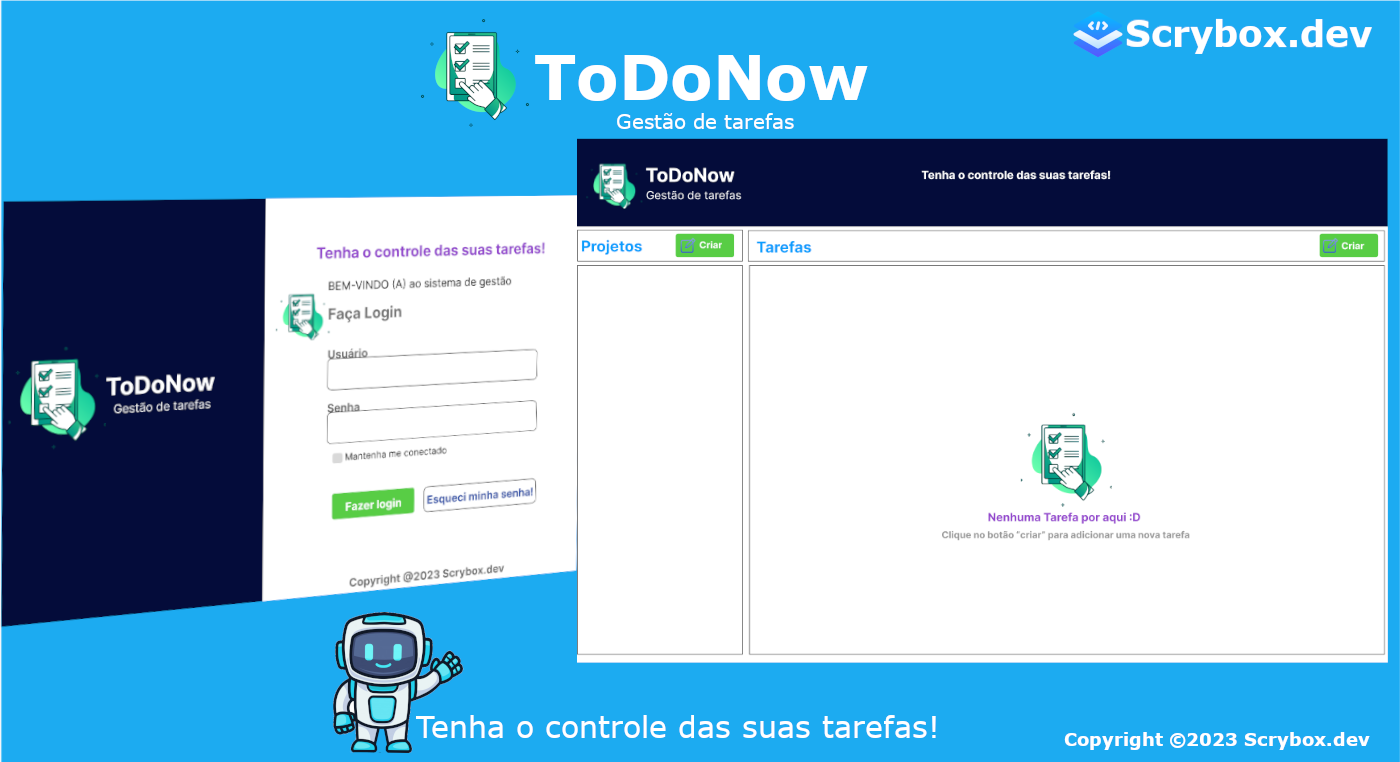 Scrybox.dev
ToDoNow
Gestão de tarefas
ToDoNow
Gestão de tarefas
Tenha o controle das suas tarefas!
BEM-VINDO (A) ao sistema de gestão
Faça Login
Usuário
Senha
Mantenha me conectado
Fazer login
Esqueci minha senha!
Copyright @2023 Scrybox.dev
ToDoNow
Gestão de tarefas
Tenha o controle das suas tarefas!
Projetos
Criar
Tarefas
Criar
Nenhuma Tarefa por aqui :D
Clique no botão "criar" para adicionar uma nova tarefa
Tenha o controle das suas tarefas!
Copyright ©2023 Scrybox.dev